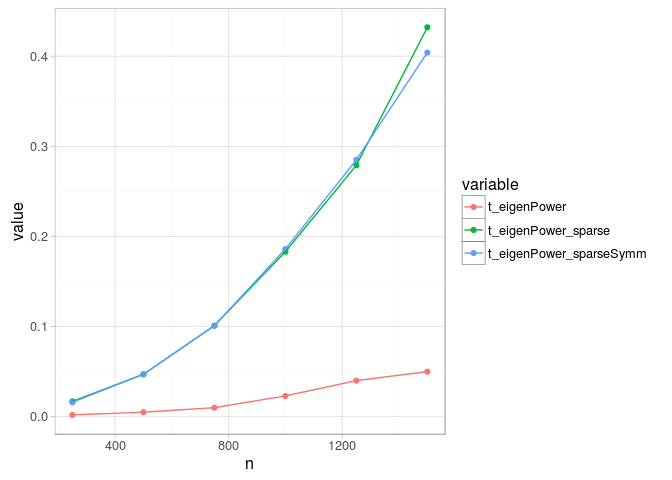 0.4
0.3
0.2
0.1
0.0
value
400
800
1200
n
variable
t_eigenPower
t_eigenPower_sparse
t_eigenPower_sparseSymm